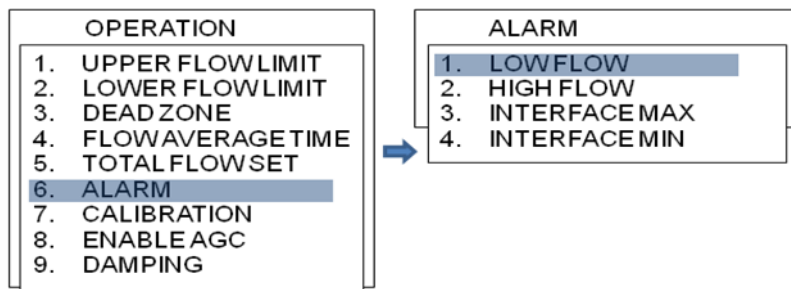 OPERATION
1. UPPER FLOW LIMIT
2. LOWER FLOW LIMIT
3. DEAD ZONE
4. FLOW AVERAGE TIME
5. TOTAL FLOW SET
6. ALARM
7. CALIBRATION
8. ENABLE AGC
9. DAMPING
ALARM
1. LOW FLOW
2. HIGH FLOW
3. INTERFACE MAX
4. INTERFACE MIN